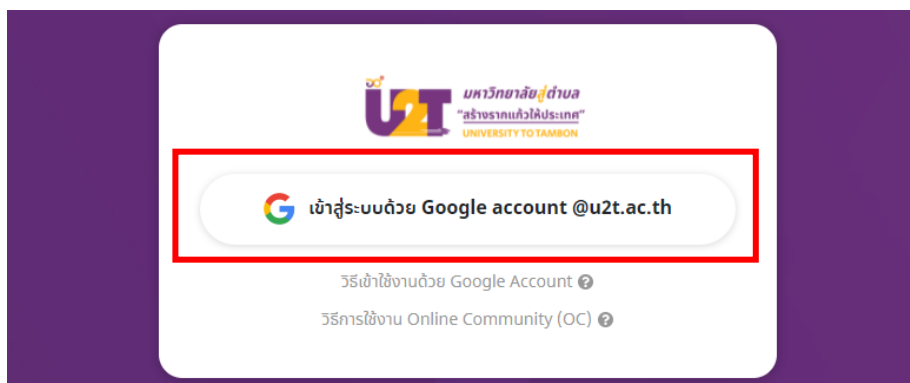 อว
U2T
มหาวิทยาลัยสู่ตำบล
"สร้างรากแก้วให้ประเทศ"
UNIVERSITY TO TAMBON
เข้าสู่ระบบด้วย Google account @u2t.ac.th
วิธีเข้าใช้งานด้วย Google Account ?
วิธีการใช้งาน Online Community (OC) ?